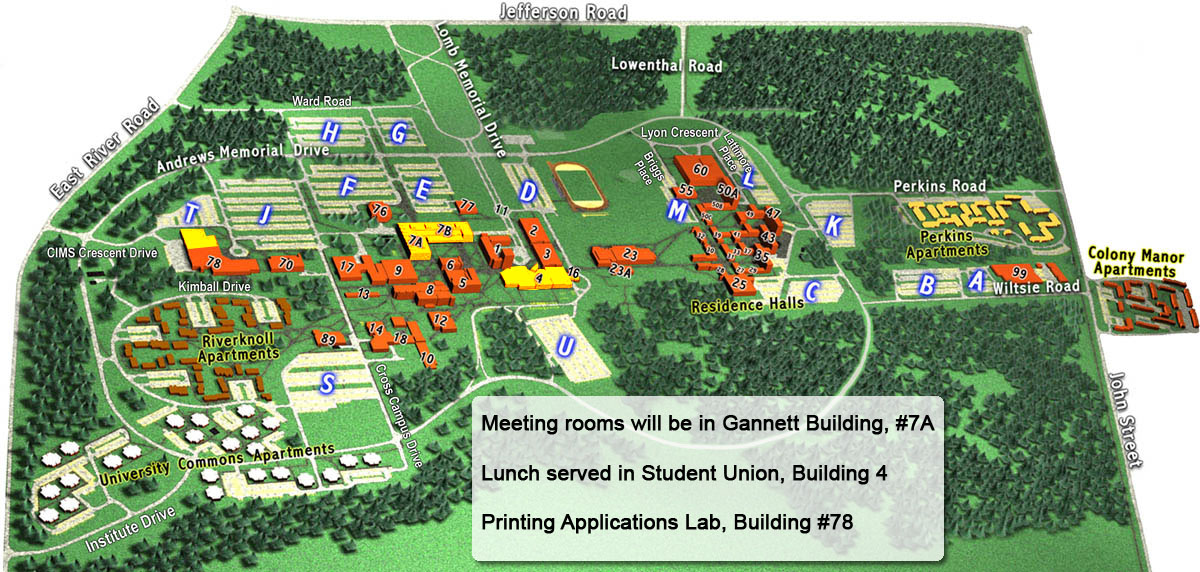 Jefferson Road
Lomb Memorial Drive
Lowenthal Road
East River Road
Ward Road
H
G
Lyon Crescent
Andrews Memorial Drive
Briggs Place
Lattimore Place
60
L
F
E
D
55
50A
Perkins Road
T
J
76
77
11
M
50B
50C
49
47
K
7B
7A
2
43
Perkins Apartments
CIMS Crescent Drive
78
70
17
9
6
1
3
23
35
Colony Manor Apartments
5
4
16
23A
25
99
Kimball Drive
13
8
Residence Halls
C
B
A
Wiltsie Road
Riverknoll Apartments
89
14
18
12
10
U
S
Cross Campus Drive
John Street
Meeting rooms will be in Gannett Building, #7A
Lunch served in Student Union, Building 4
Printing Applications Lab, Building #78
University Commons Apartments
Institute Drive